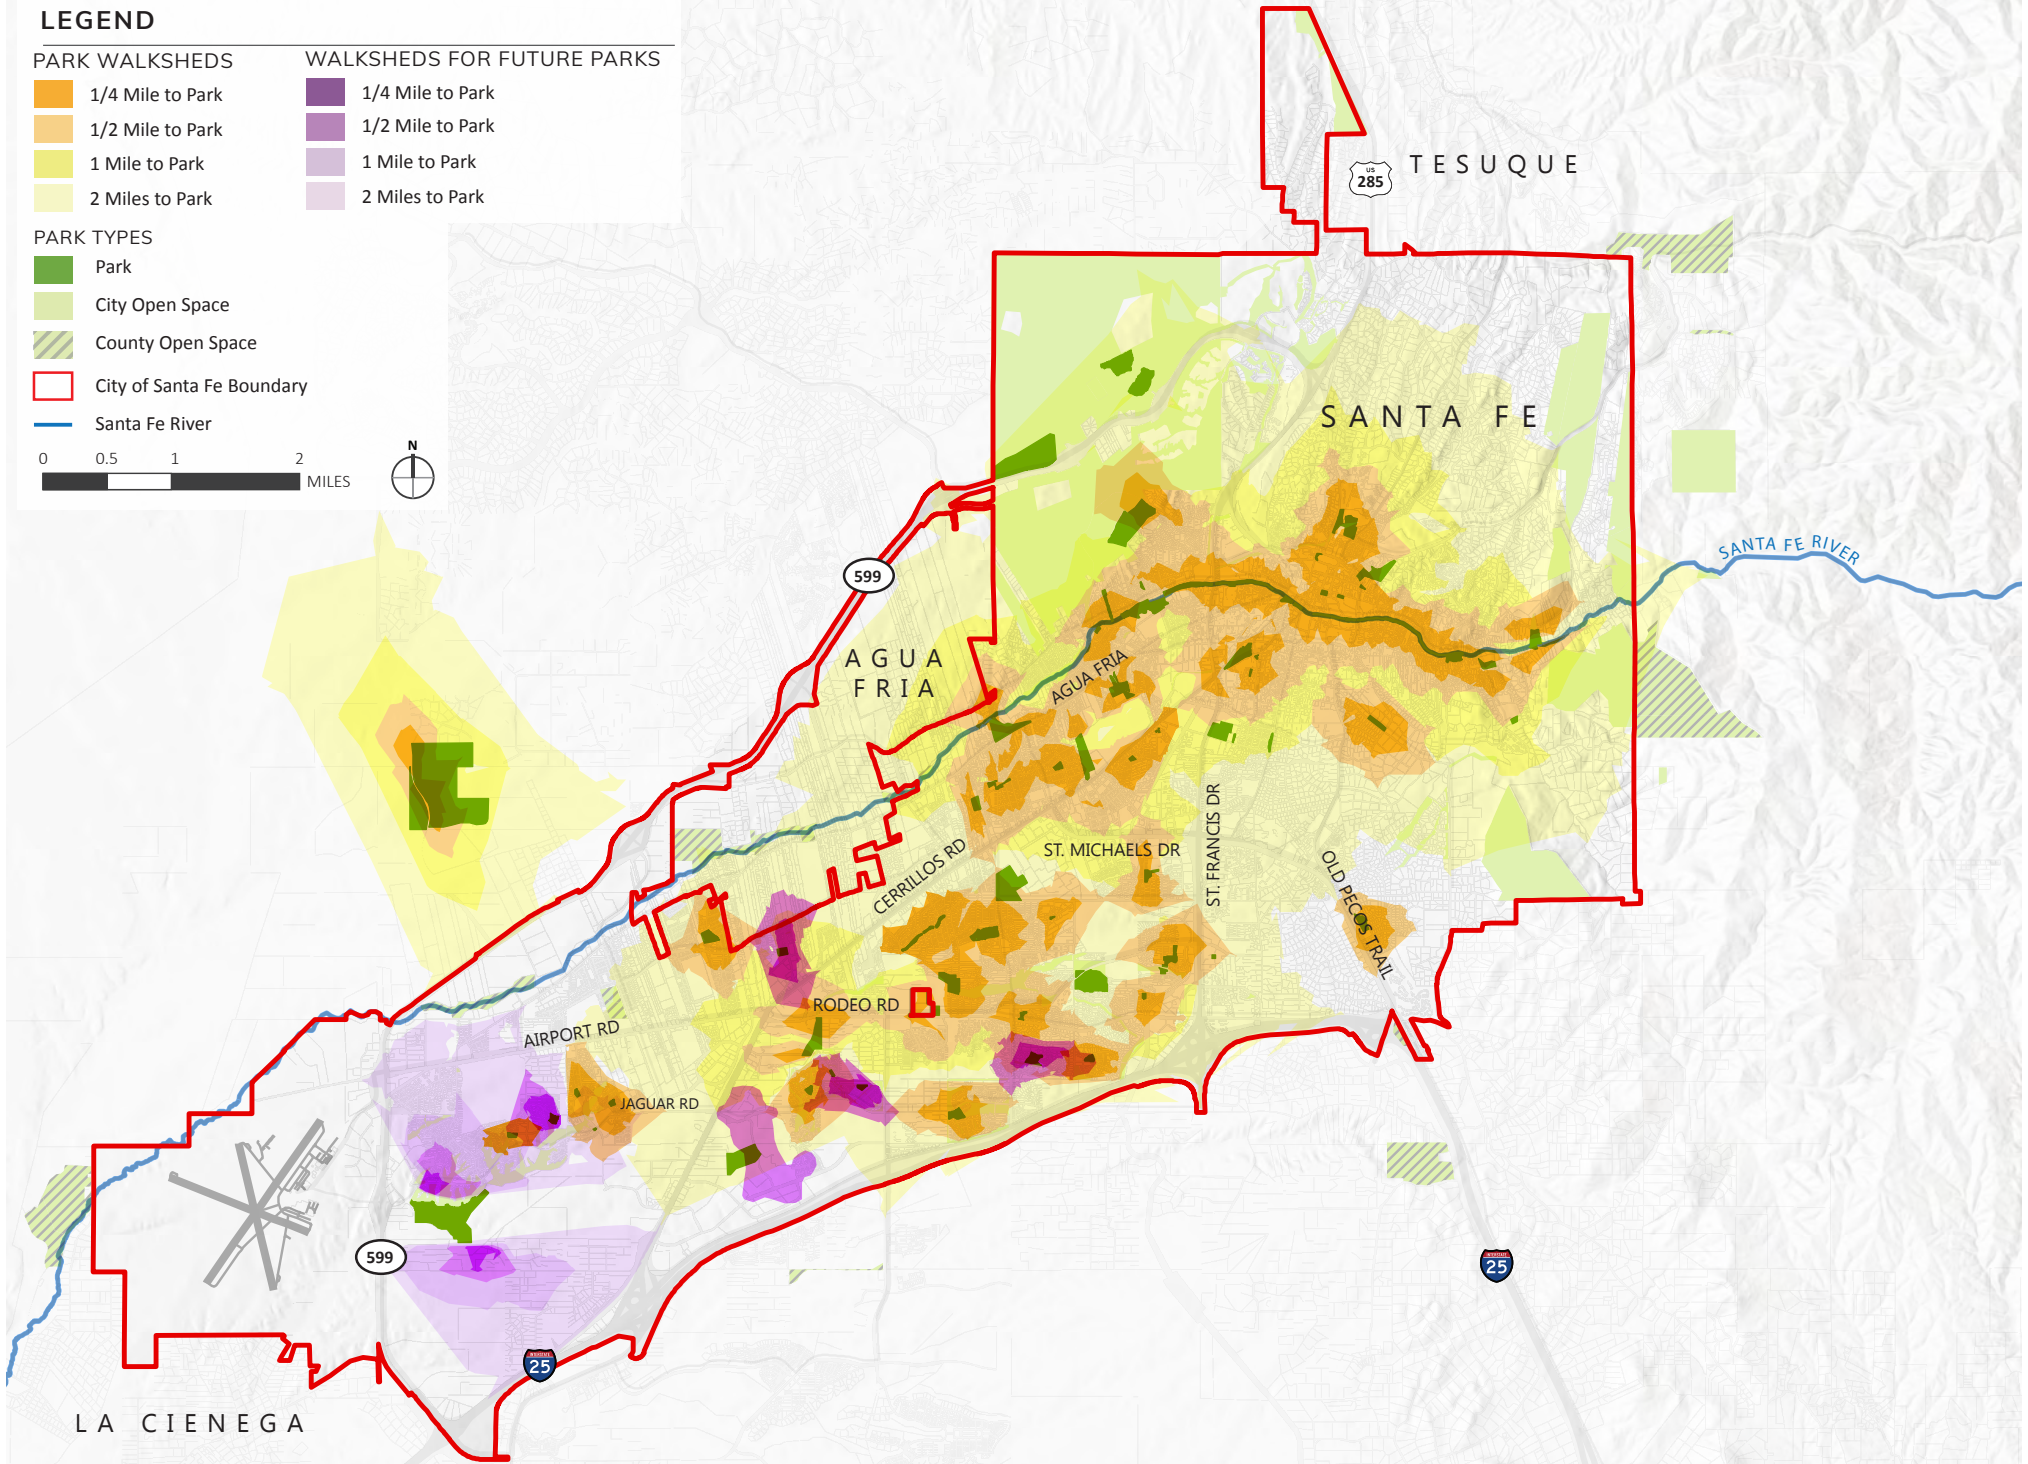 LEGEND
PARK WALKSHEDS
1/4 Mile to Park
1/2 Mile to Park
1 Mile to Park
2 Miles to Park
WALKSHEDS FOR FUTURE PARKS
1/4 Mile to Park
1/2 Mile to Park
1 Mile to Park
2 Miles to Park
PARK TYPES
Park
City Open Space
County Open Space
City of Santa Fe Boundary
Santa Fe River
0 0.5 1 2
MILES
N
TESUQUE
US
285
SANTA FE
SANTA FE RIVER
599
AGUA
FRIA
AGUA FRIA
ST. MICHAELS DR
ST. FRANCIS DR
CERRILLOS RD
OLD PECOS TRAIL
RODEO RD
AIRPORT RD
JAGUAR RD
599
INTERSTATE
25
INTERSTATE
25
LA CIENEGA